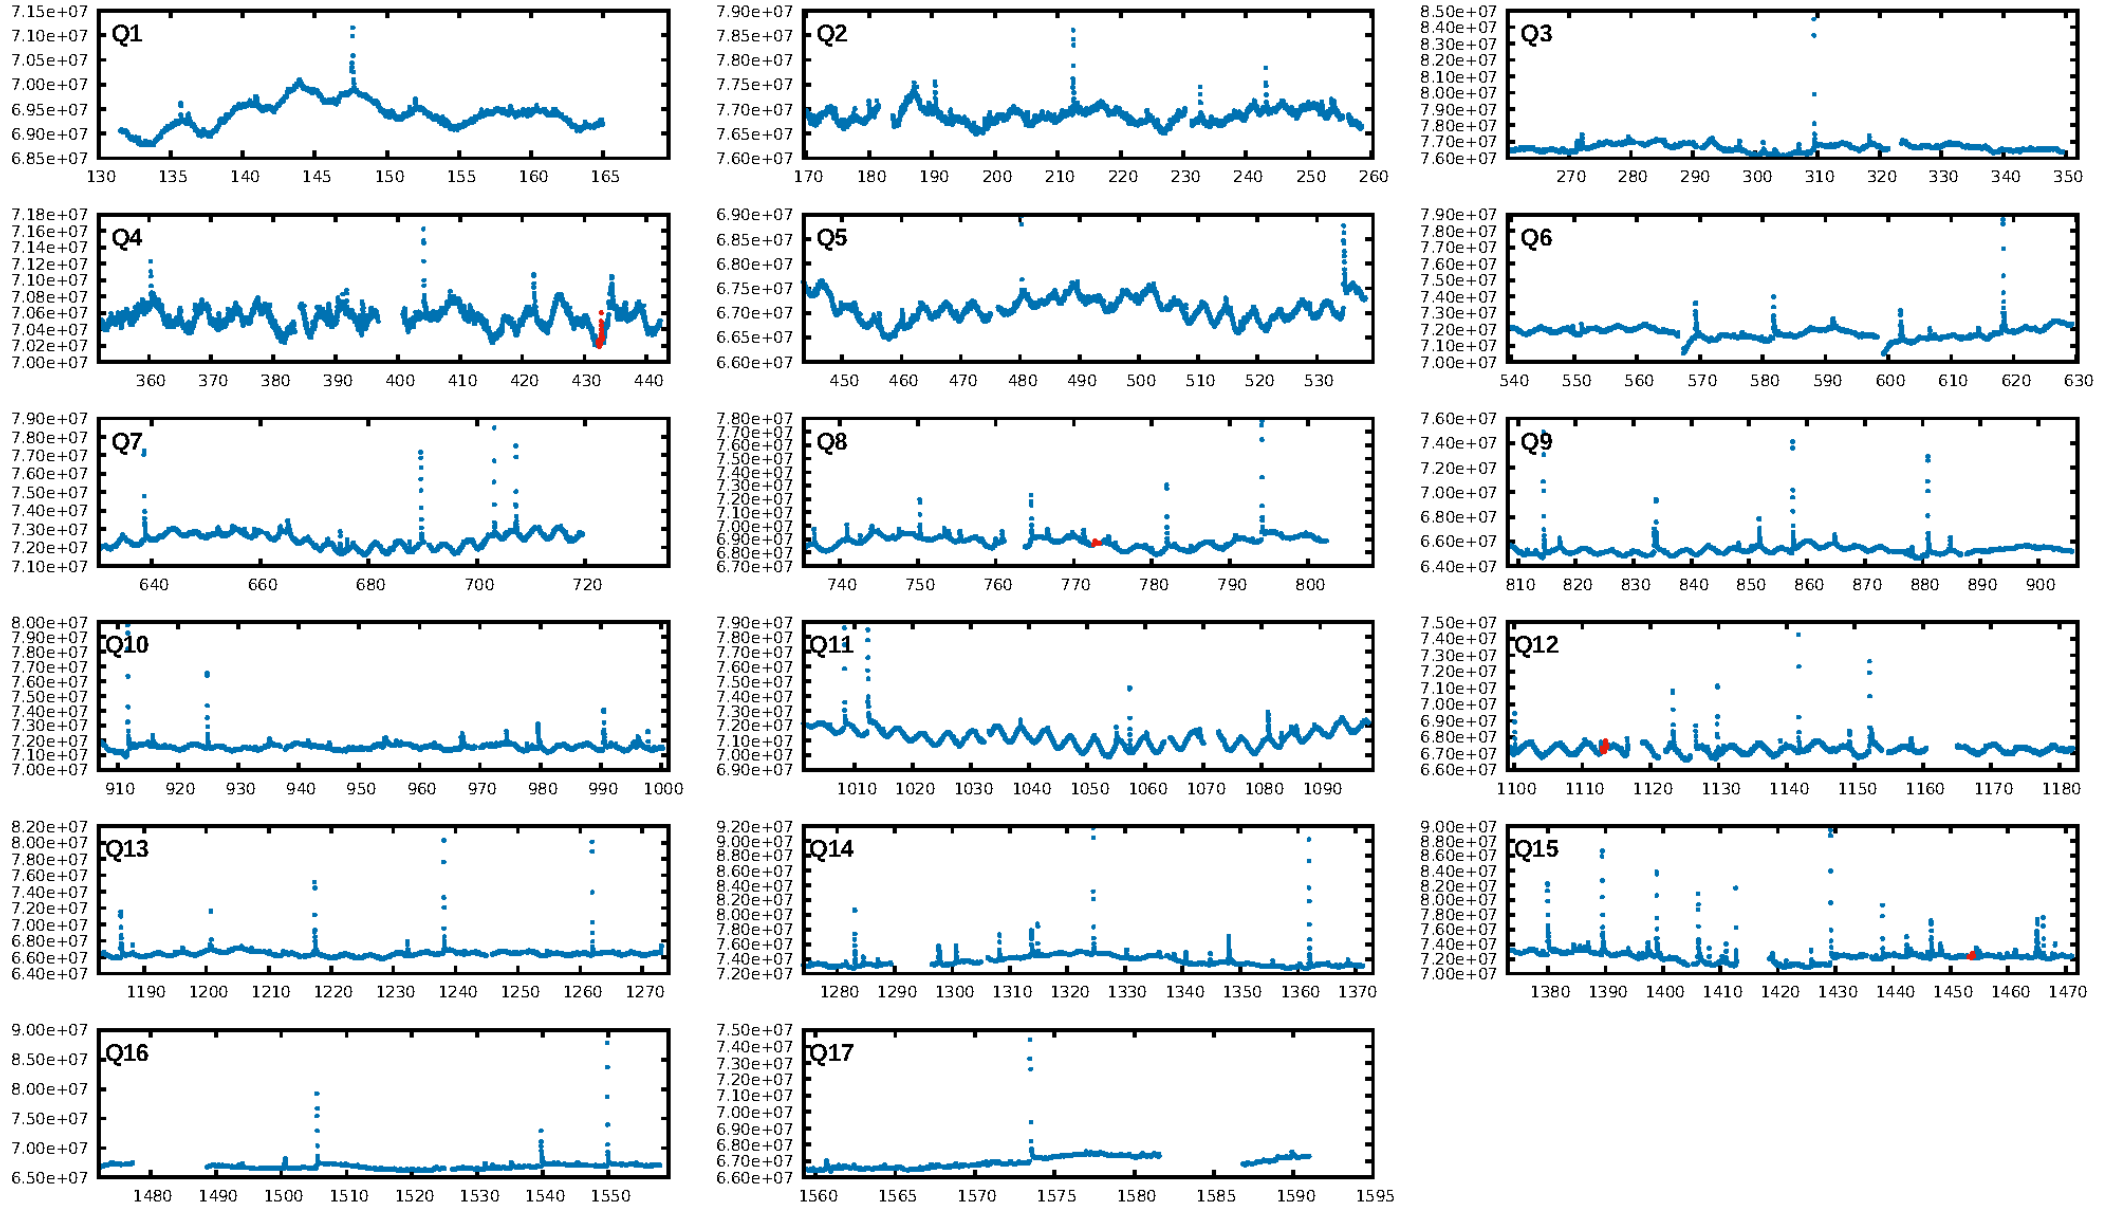 7.15e+07
7.10e+07
7.05e+07
7.00e+07
6.95e+07
6.90e+07
6.85e+07
Q1
130 135 140 145 150 155 160 165
7.90e+07
7.85e+07
7.80e+07
7.75e+07
7.70e+07
7.65e+07
7.60e+07
Q2
170 180 190 200 210 220 230 240 250 260
8.50e+07
8.40e+07
8.30e+07
8.20e+07
8.10e+07
8.00e+07
7.90e+07
7.80e+07
7.70e+07
7.60e+07
Q3
270 280 290 300 310 320 330 340 350
7.18e+07
7.16e+07
7.14e+07
7.12e+07
7.10e+07
7.08e+07
7.06e+07
7.04e+07
7.02e+07
7.00e+07
Q4
360 370 380 390 400 410 420 430 440
6.90e+07
6.85e+07
6.80e+07
6.75e+07
6.70e+07
6.65e+07
6.60e+07
Q5
450 460 470 480 490 500 510 520 530
7.90e+07
7.80e+07
7.70e+07
7.60e+07
7.50e+07
7.40e+07
7.30e+07
7.20e+07
7.10e+07
7.00e+07
Q6
540 550 560 570 580 590 600 610 620 630
7.90e+07
7.80e+07
7.70e+07
7.60e+07
7.50e+07
7.40e+07
7.30e+07
7.20e+07
7.10e+07
Q7
640 660 680 700 720
7.80e+07
7.70e+07
7.60e+07
7.50e+07
7.40e+07
7.30e+07
7.20e+07
7.10e+07
7.00e+07
6.90e+07
6.80e+07
6.70e+07
Q8
740 750 760 770 780 790 800
7.60e+07
7.40e+07
7.20e+07
7.00e+07
6.80e+07
6.60e+07
6.40e+07
Q9
810 820 830 840 850 860 870 880 890 900
8.00e+07
7.90e+07
7.80e+07
7.70e+07
7.60e+07
7.50e+07
7.40e+07
7.30e+07
7.20e+07
7.10e+07
7.00e+07
Q10
910 920 930 940 950 960 970 980 990 1000
7.90e+07
7.80e+07
7.70e+07
7.60e+07
7.50e+07
7.40e+07
7.30e+07
7.20e+07
7.10e+07
7.00e+07
6.90e+07
Q11
1010 1020 1030 1040 1050 1060 1070 1080 1090
7.50e+07
7.40e+07
7.30e+07
7.20e+07
7.10e+07
7.00e+07
6.90e+07
6.80e+07
6.70e+07
6.60e+07
Q12
1100 1110 1120 1130 1140 1150 1160 1170 1180
8.20e+07
8.00e+07
7.80e+07
7.60e+07
7.40e+07
7.20e+07
7.00e+07
6.80e+07
6.60e+07
6.40e+07
Q13
1190 1200 1210 1220 1230 1240 1250 1260 1270
9.20e+07
9.00e+07
8.80e+07
8.60e+07
8.40e+07
8.20e+07
8.00e+07
7.80e+07
7.60e+07
7.40e+07
7.20e+07
Q14
1280 1290 1300 1310 1320 1330 1340 1350 1360 1370
9.00e+07
8.80e+07
8.60e+07
8.40e+07
8.20e+07
8.00e+07
7.80e+07
7.60e+07
7.40e+07
7.20e+07
7.00e+07
Q15
1380 1390 1400 1410 1420 1430 1440 1450 1460 1470
9.00e+07
8.50e+07
8.00e+07
7.50e+07
7.00e+07
6.50e+07
Q16
1480 1490 1500 1510 1520 1530 1540 1550
7.50e+07
7.40e+07
7.30e+07
7.20e+07
7.10e+07
7.00e+07
6.90e+07
6.80e+07
6.70e+07
6.60e+07
Q17
1560 1565 1570 1575 1580 1585 1590 1595